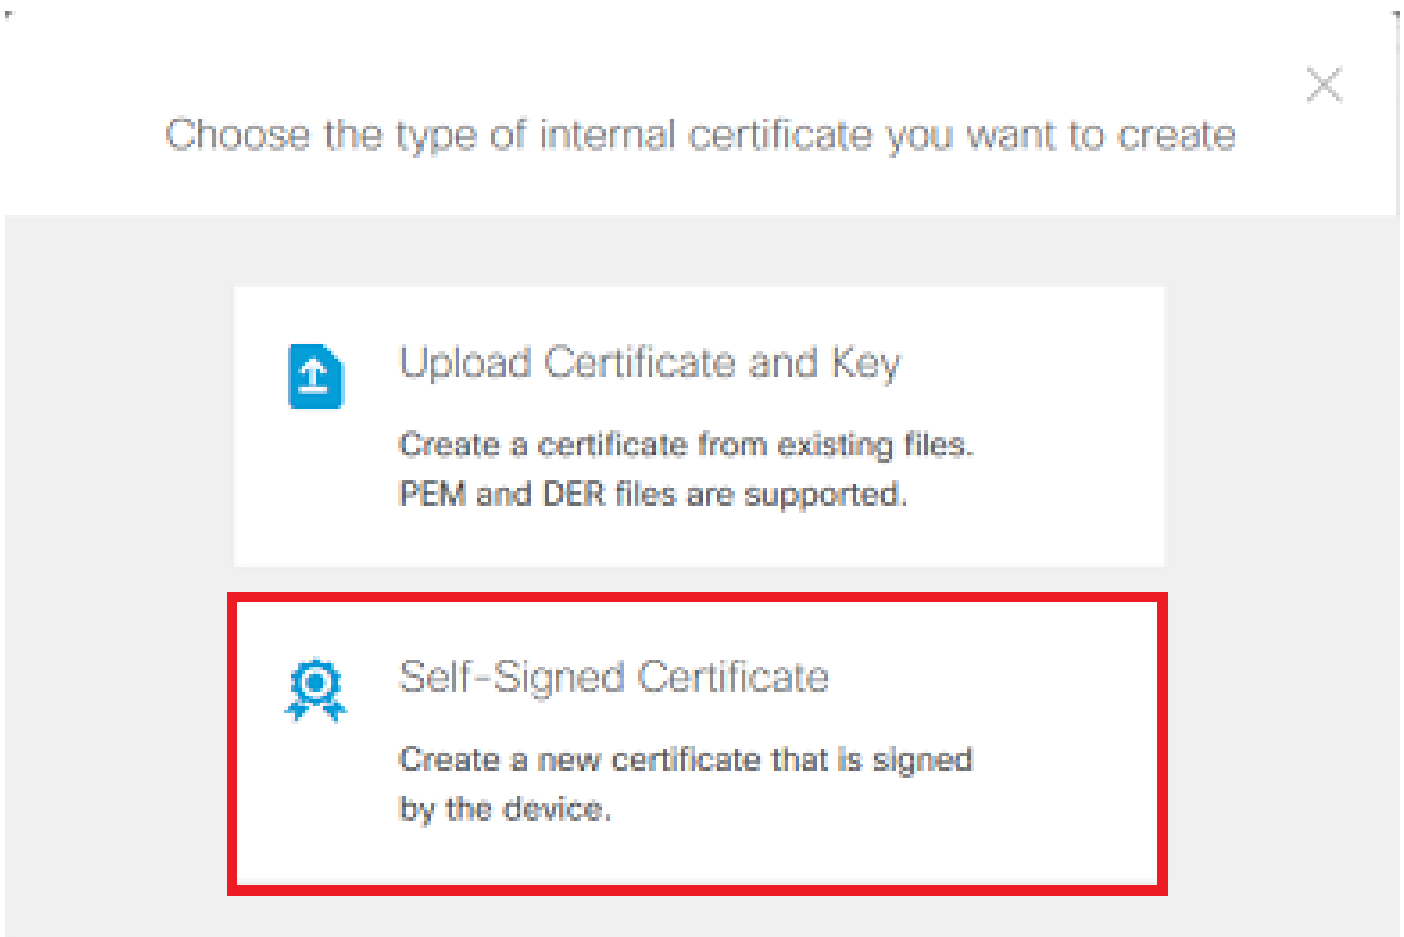 Choose the type of internal certificate you want to create
Upload Certificate and Key
Create a certificate from existing files.
PEM and DER files are supported.
Self-Signed Certificate
Create a new certificate that is signed
by the device.